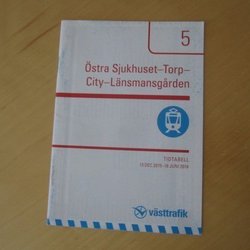 5
Östra Sjukhuset–Torp–
City–Länsmansgården
TIDTABELL
västtrafik